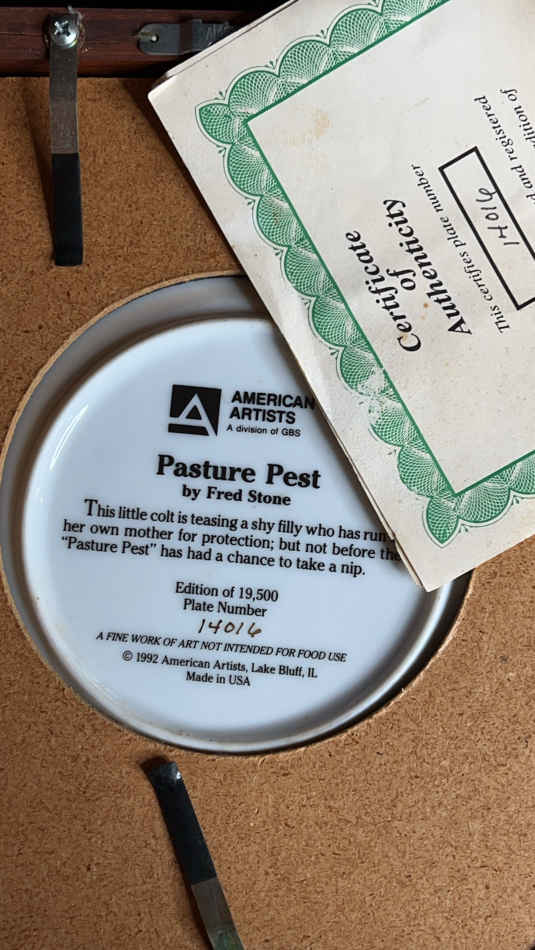 AMERICAN
ARTISTS
A division of GBS
Pasture Pest
by Fred Stone
This little colt is teasing a shy filly who has run
her own mother for protection; but not before the
"Pasture Pest" has had a chance to take a nip.
Edition of 19,500
Plate Number
14016
A FINE WORK OF ART NOT INTENDED FOR FOOD USE
© 1992 American Artists, Lake Bluff, IL
Made in USA
Certificate
of
Authenticity
This certifies plate number
14016
and registered
of